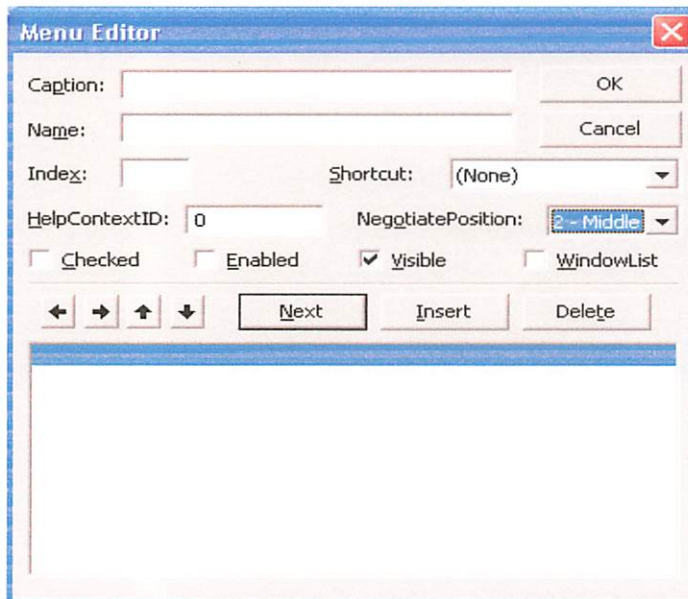 Menu Editor
Caption:
OK
Name:
Cancel
Index:
Shortcut: (None)
HelpContextID: 0
NegotiatePosition: 2 - Middle
Checked
Enabled
Visible
WindowList
Next
Insert
Delete